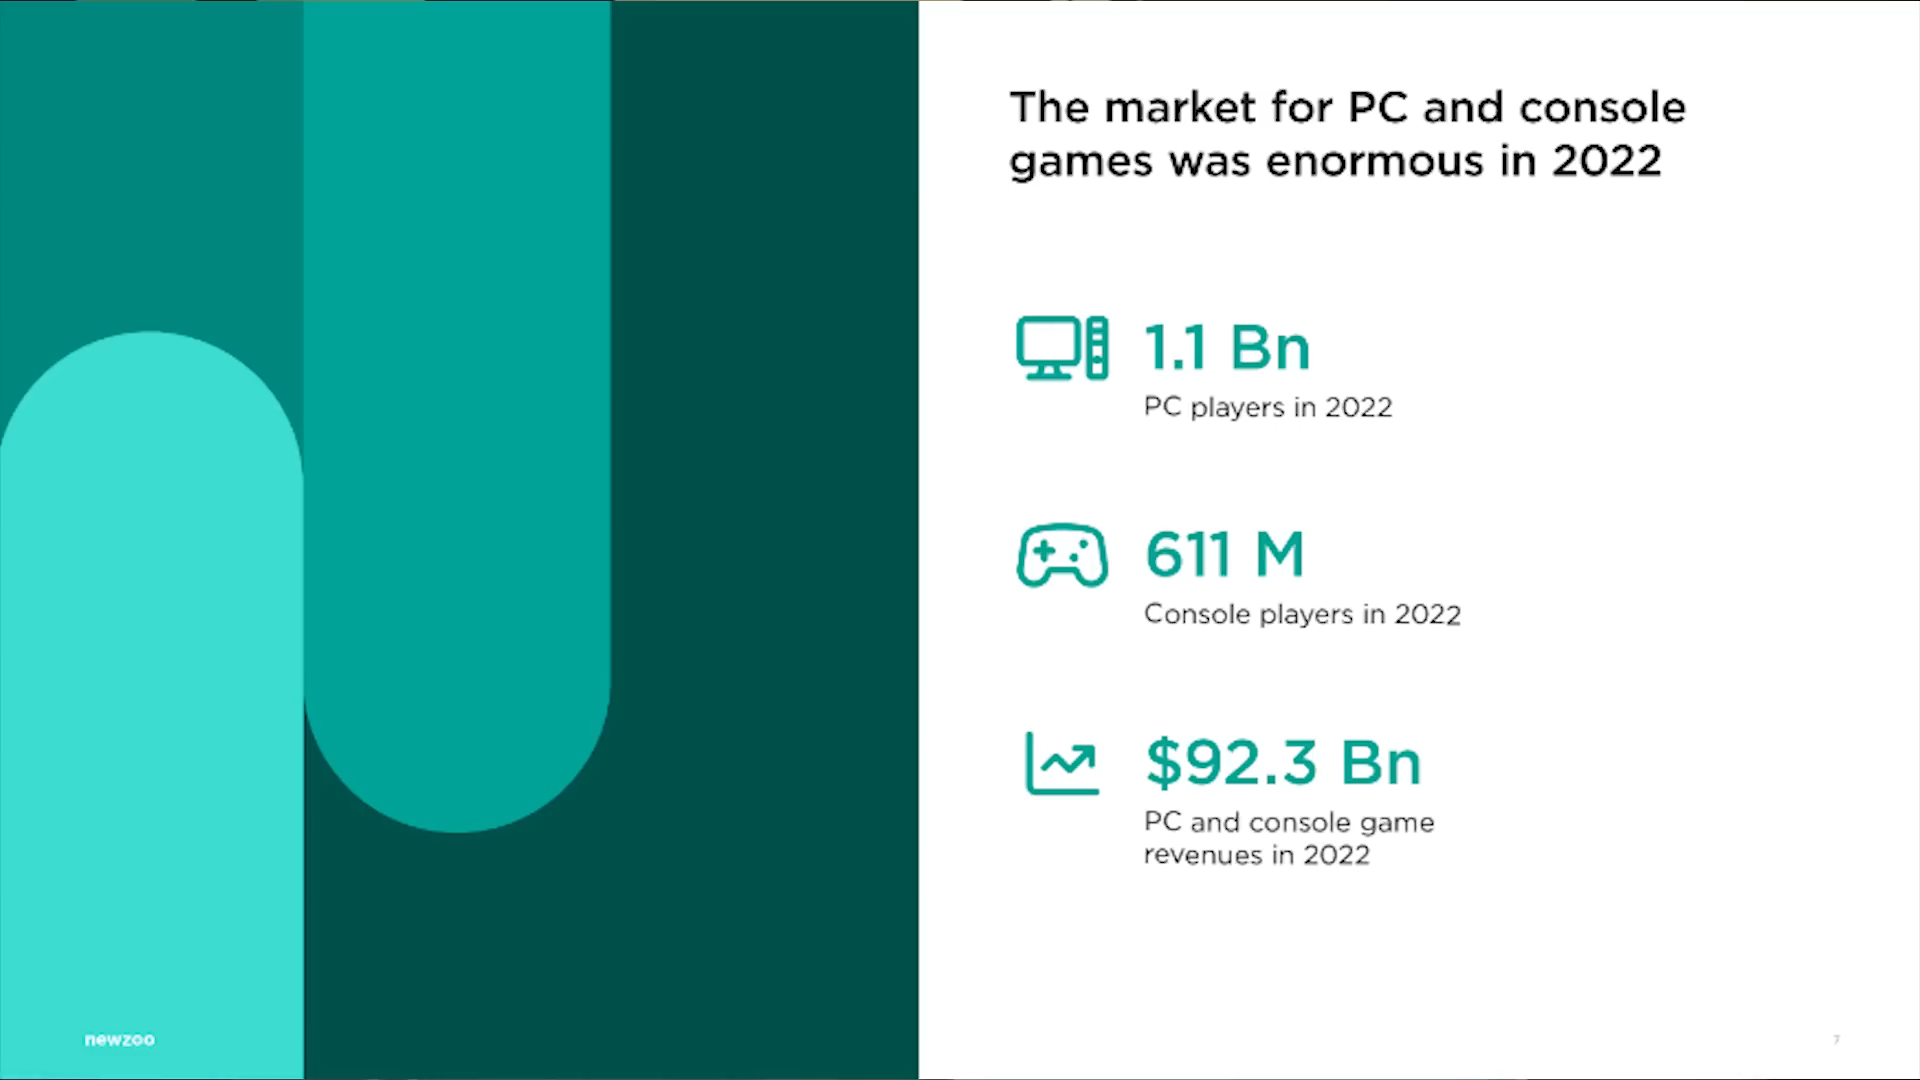 The market for PC and console
games was enormous in 2022
1.1 Bn
PC players in 2022
611 M
Console players in 2022
$92.3 Bn
PC and console game
revenues in 2022
newzoo
7